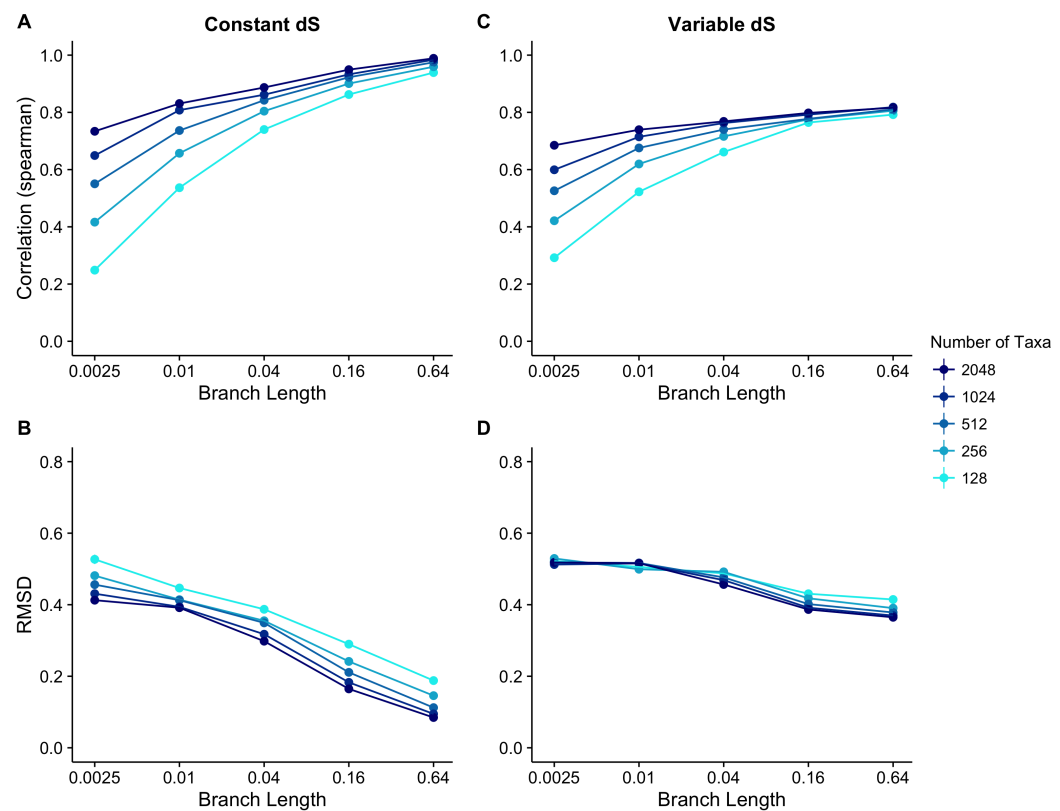 A
Constant dS
Correlation (spearman)
1.0
0.8
0.6
0.4
0.2
0.0
0.0025 0.01 0.04 0.16 0.64
Branch Length
C
Variable dS
1.0
0.8
0.6
0.4
0.2
0.0
0.0025 0.01 0.04 0.16 0.64
Branch Length
Number of Taxa
2048
1024
512
256
128
B
RMSD
0.8
0.6
0.4
0.2
0.0
0.0025 0.01 0.04 0.16 0.64
Branch Length
D
0.8
0.6
0.4
0.2
0.0
0.0025 0.01 0.04 0.16 0.64
Branch Length